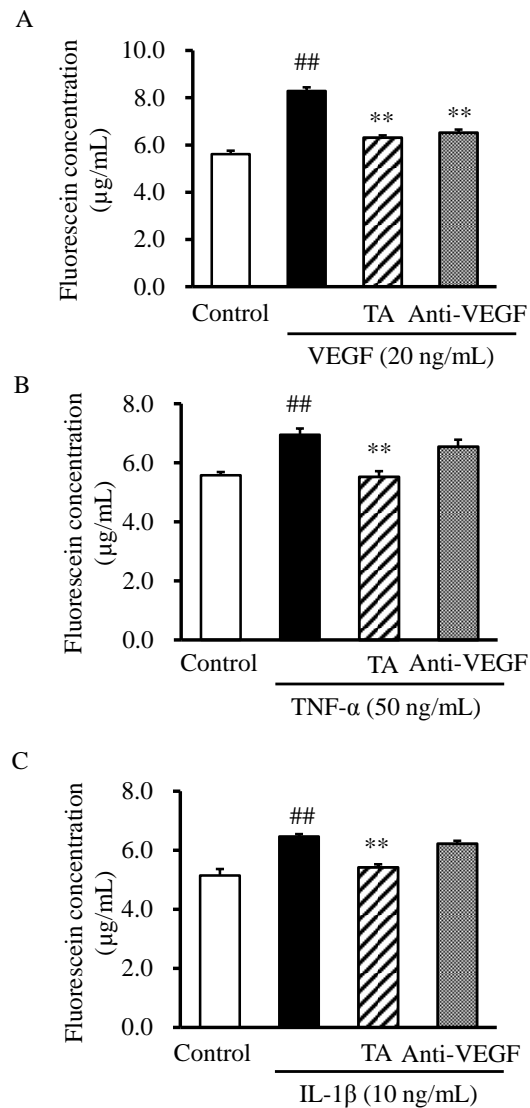 A
Fluorescein concentration
(µg/mL)
10.0
8.0
6.0
4.0
2.0
0.0
##
**
**
Control
TA
Anti-VEGF
VEGF (20 ng/mL)
B
Fluorescein concentration
(µg/mL)
8.0
6.0
4.0
2.0
0.0
##
**
Control
TA
Anti-VEGF
TNF-α (50 ng/mL)
C
Fluorescein concentration
(µg/mL)
8.0
6.0
4.0
2.0
0.0
##
**
Control
TA
Anti-VEGF
IL-1β (10 ng/mL)